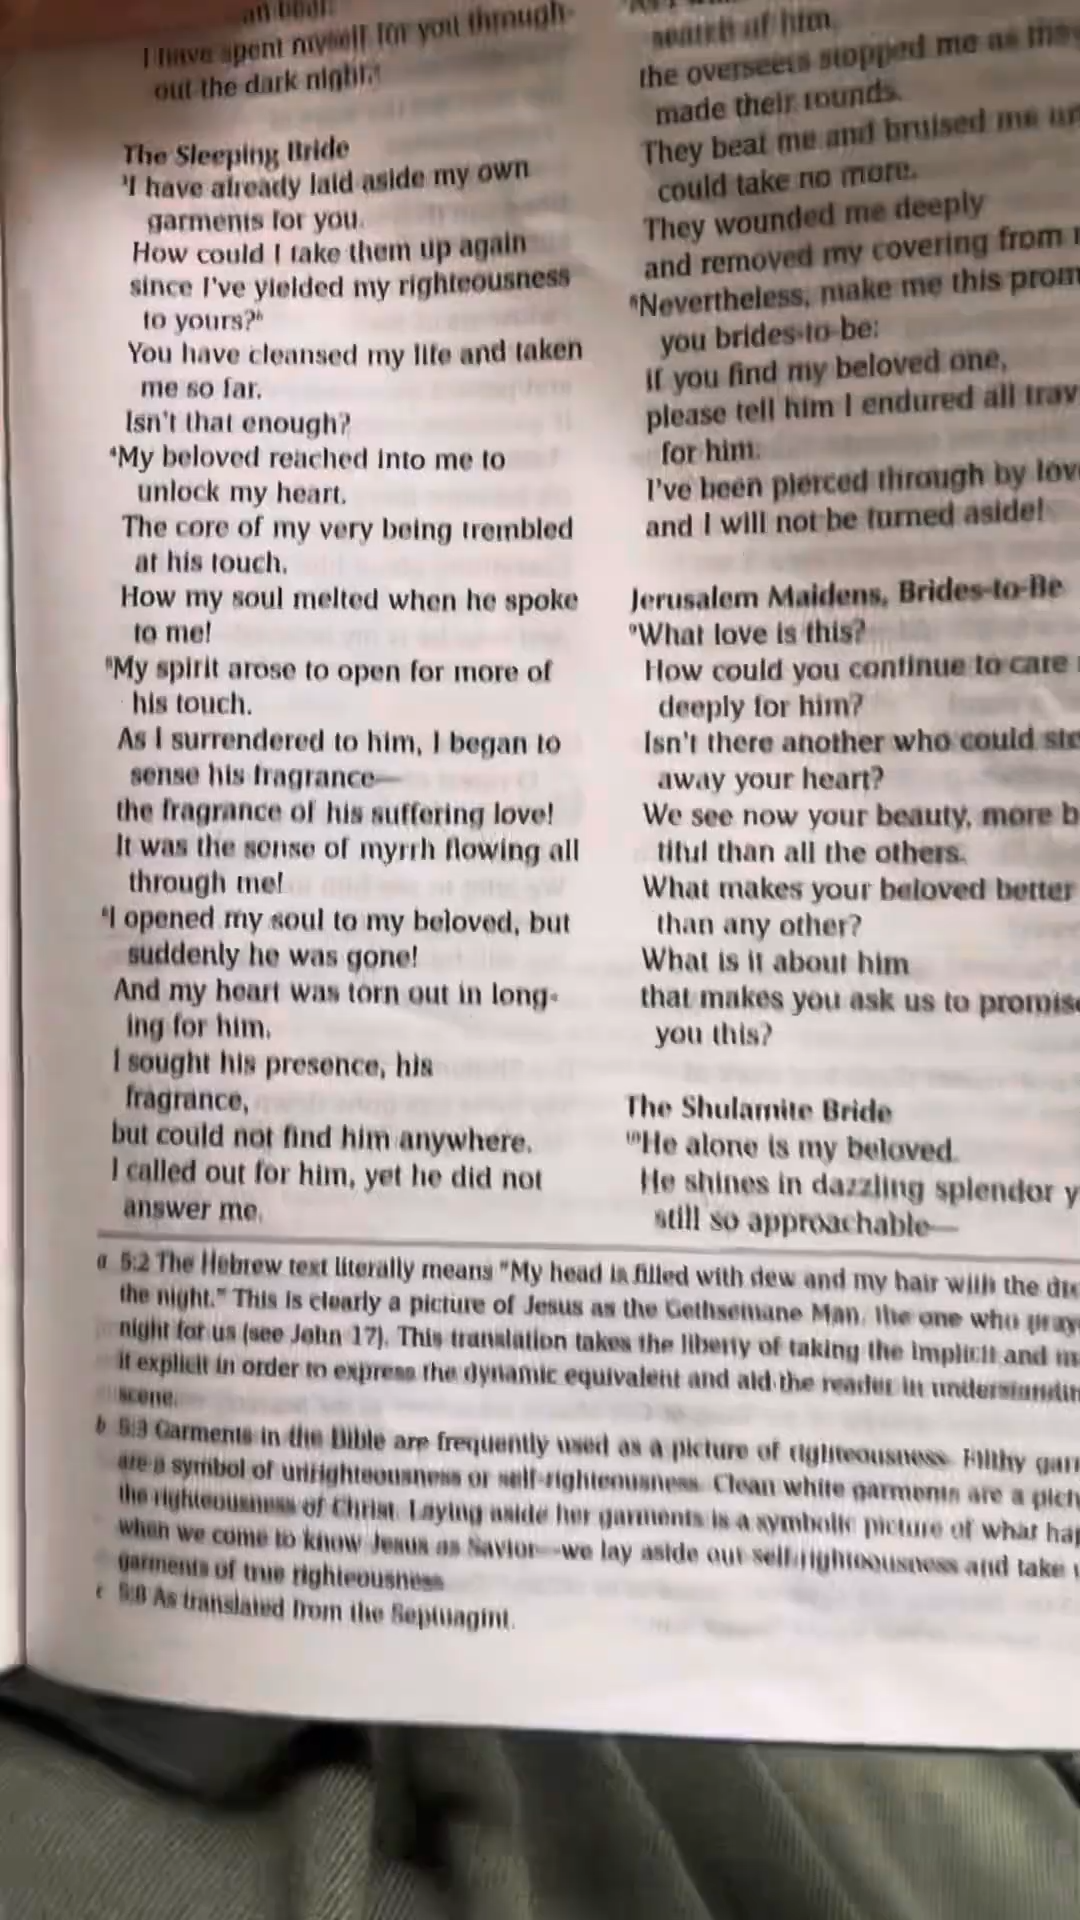 I have spent myself for you through-
out the dark night.ᵃ
The Sleeping Bride
³I have already laid aside my own
garments for you.
How could I take them up again
since I've yielded my righteousness
to yours?ᵇ
You have cleansed my life and taken
me so far.
Isn't that enough?
⁴My beloved reached into me to
unlock my heart.
The core of my very being trembled
at his touch.
How my soul melted when he spoke
to me!
⁵My spirit arose to open for more of
his touch.
As I surrendered to him, I began to
sense his fragrance—
the fragrance of his suffering love!
It was the sense of myrrh flowing all
through me!
⁶I opened my soul to my beloved, but
suddenly he was gone!
And my heart was torn out in long-
ing for him.
I sought his presence, his
fragrance,
but could not find him anywhere.
I called out for him, yet he did not
answer me.
search of him,
the overseers stopped me as they
made their rounds.
They beat me and bruised me
could take no more.
They wounded me deeply
and removed my covering from
⁸Nevertheless, make me this prom
you brides-to-be:
if you find my beloved one,
please tell him I endured all trav
for him.
I've been pierced through by love
and I will not be turned aside!
Jerusalem Maidens, Brides-to-Be
⁹What love is this?
How could you continue to care
deeply for him?
Isn't there another who could ste
away your heart?
We see now your beauty, more b
tiful than all the others.
What makes your beloved better
than any other?
What is it about him
that makes you ask us to promise
you this?
The Shulamite Bride
¹⁰He alone is my beloved.
He shines in dazzling splendor y
still so approachable—
a 5:2 The Hebrew text literally means "My head is filled with dew and my hair with the
the night." This is clearly a picture of Jesus as the Gethsemane Man, the one who
night for us (see John 17). This translation takes the liberty of taking the implicit and
it explicit in order to express the dynamic equivalent and aid the reader in understandin
scene.
b 5:3 Garments in the Bible are frequently used as a picture of righteousness. Filthy gar
are a symbol of unrighteousness or self-righteousness. Clean white garments are a pict
the righteousness of Christ. Laying aside her garments is a symbolic picture of what hap
when we come to know Jesus as Savior—we lay aside our self-righteousness and take
garments of true righteousness
c 5:8 As translated from the Septuagint.